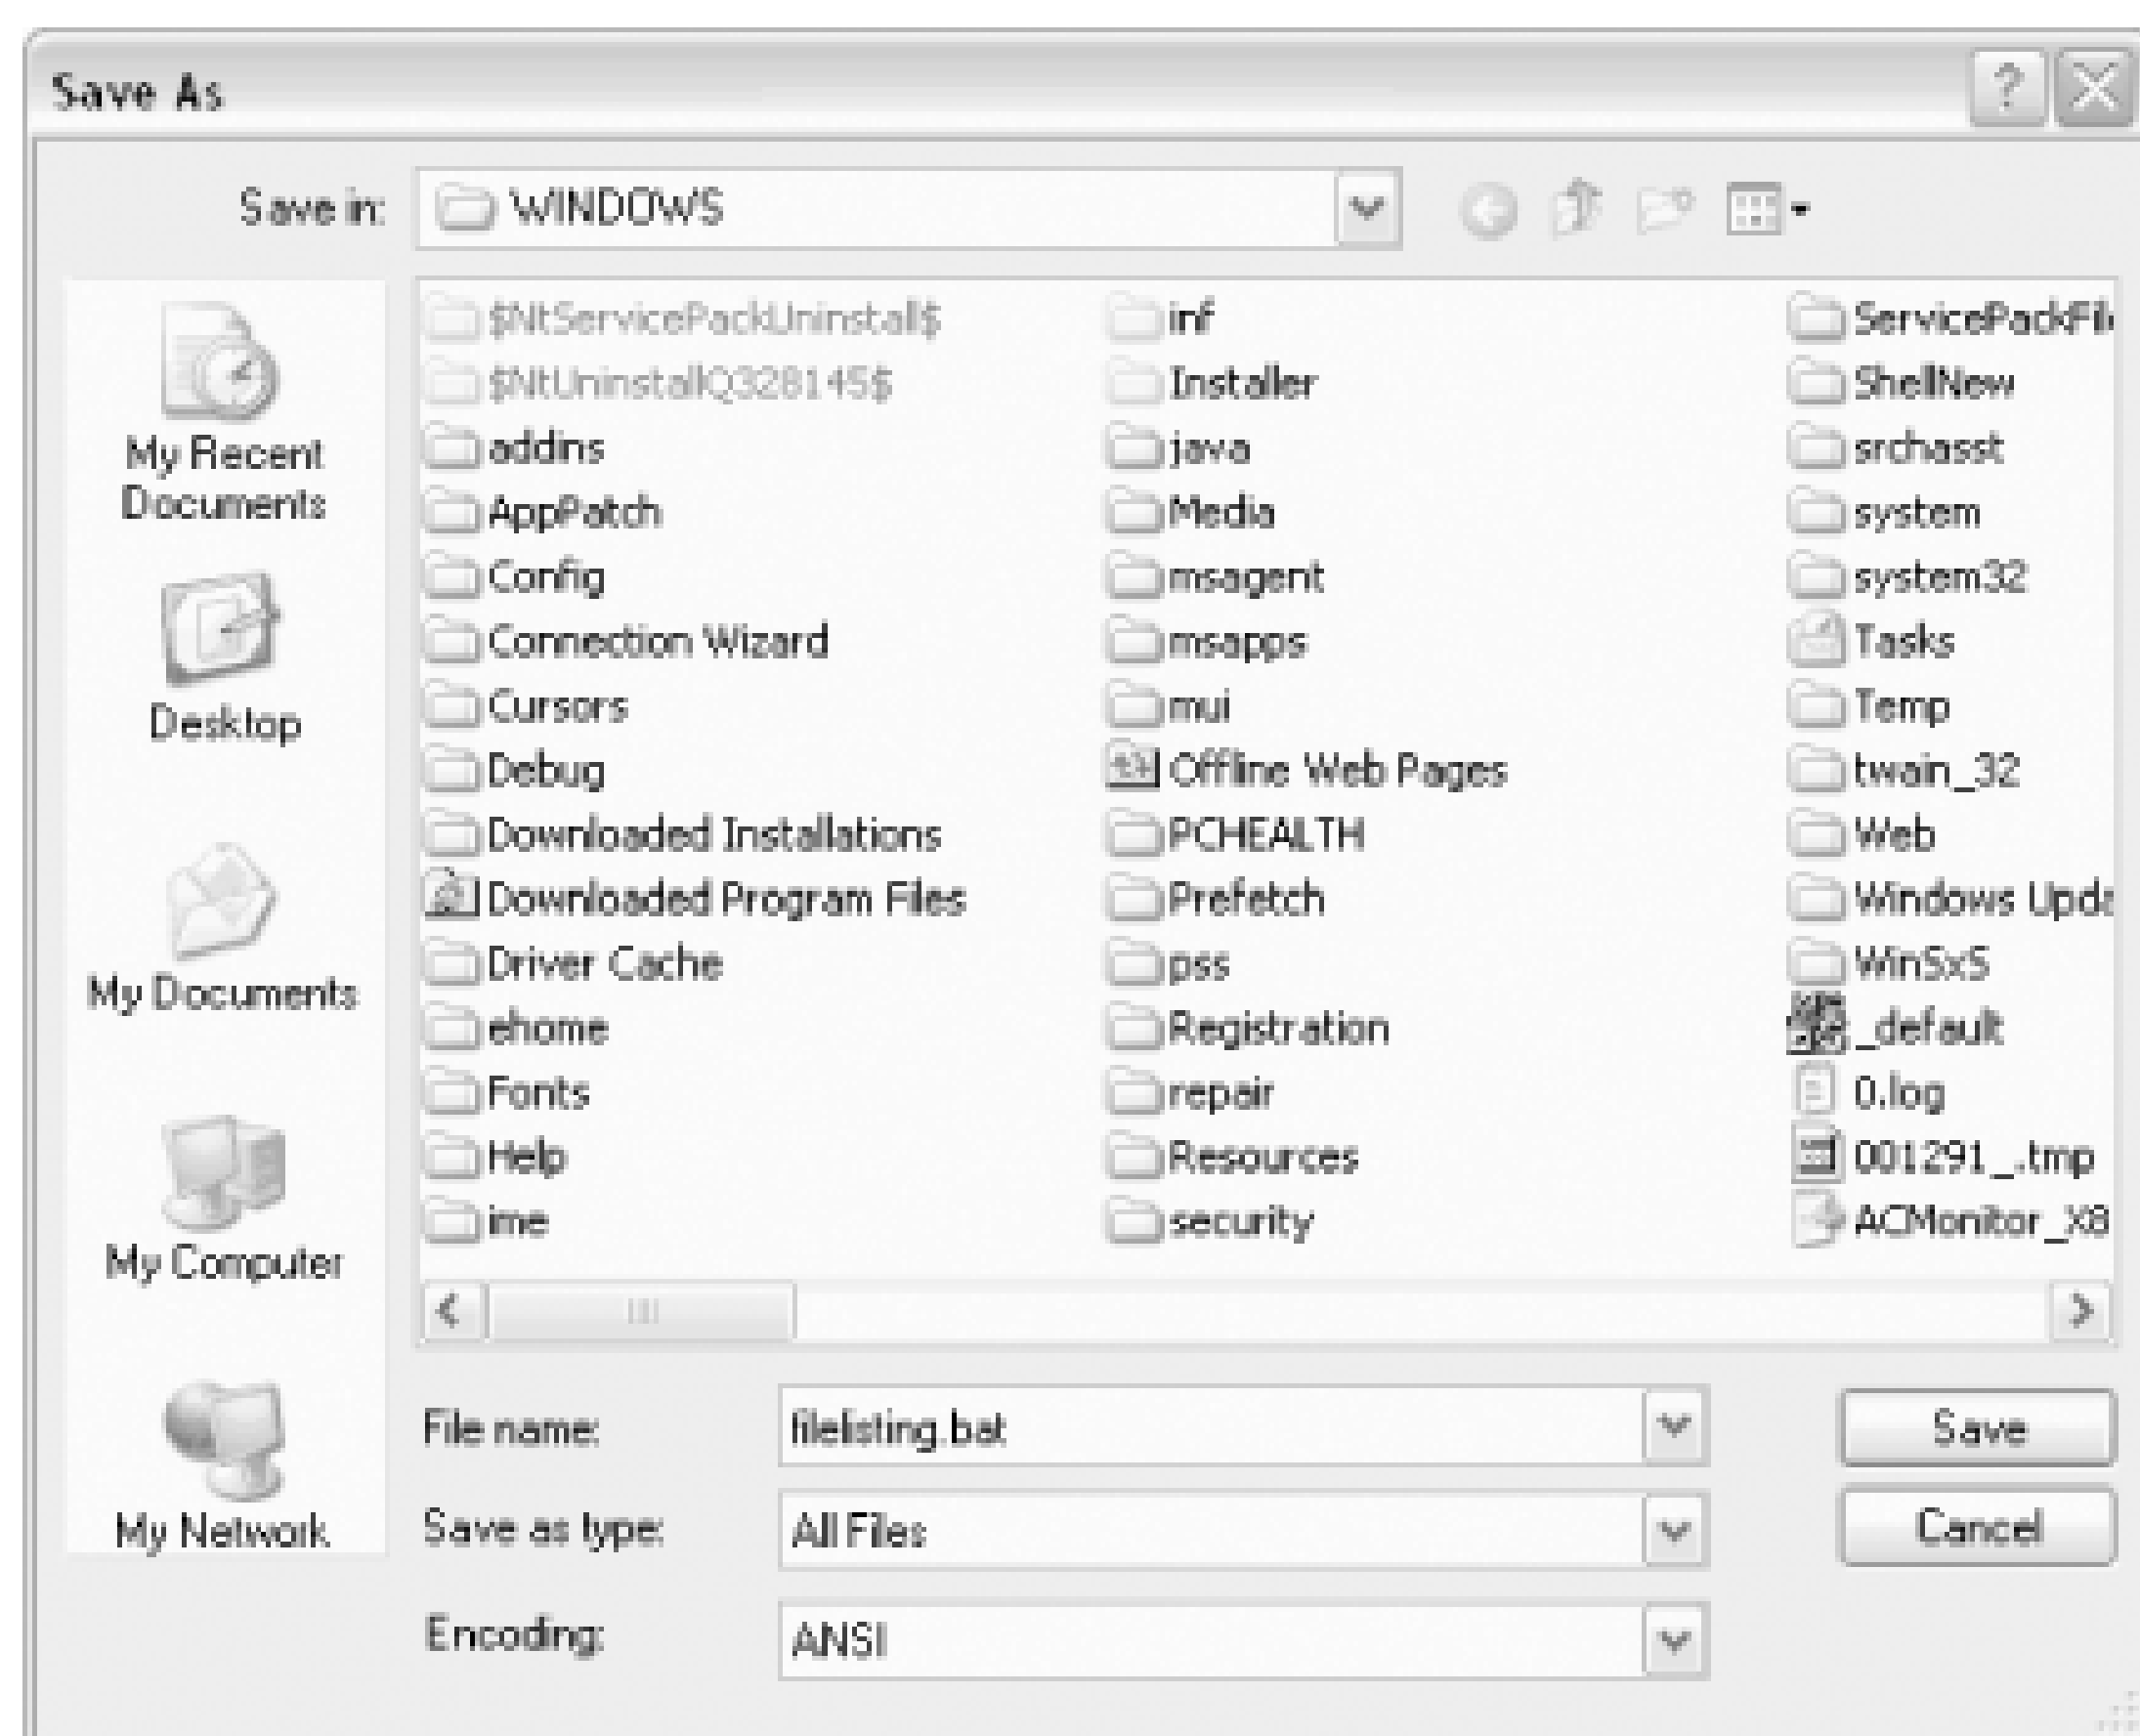 Save As
Save in: WINDOWS
My Recent
Documents
Desktop
My Documents
My Computer
My Network
$NtServicePackUninstall$
$NtUninstallQ328145$
addins
AppPatch
Config
Connection Wizard
Cursors
Debug
Downloaded Installations
Downloaded Program Files
Driver Cache
ehome
Fonts
Help
ime
inf
Installer
java
Media
msagent
msapps
mui
Offline Web Pages
PCHEALTH
Prefetch
pss
Registration
repair
Resources
security
ServicePackFile
ShellNew
srchasst
system
system32
Tasks
Temp
twain_32
Web
Windows Upda
WinSxS
_default
0.log
001291_.tmp
ACMonitor_X8
File name: filelisting.bat
Save
Save as type: All Files
Cancel
Encoding: ANSI